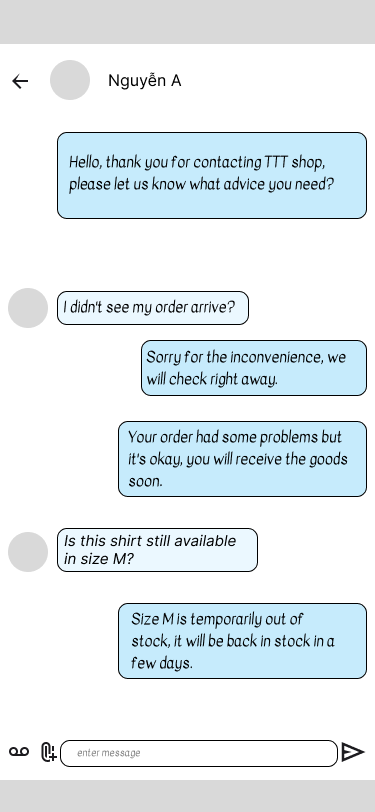 Nguyễn A
Hello, thank you for contacting TTT shop,
please let us know what advice you need?
I didn't see my order arrive?
Sorry for the inconvenience, we
will check right away.
Your order had some problems but
it's okay, you will receive the goods
soon.
Is this shirt still available
in size M?
Size M is temporarily out of
stock, it will be back in stock in a
few days.
enter message